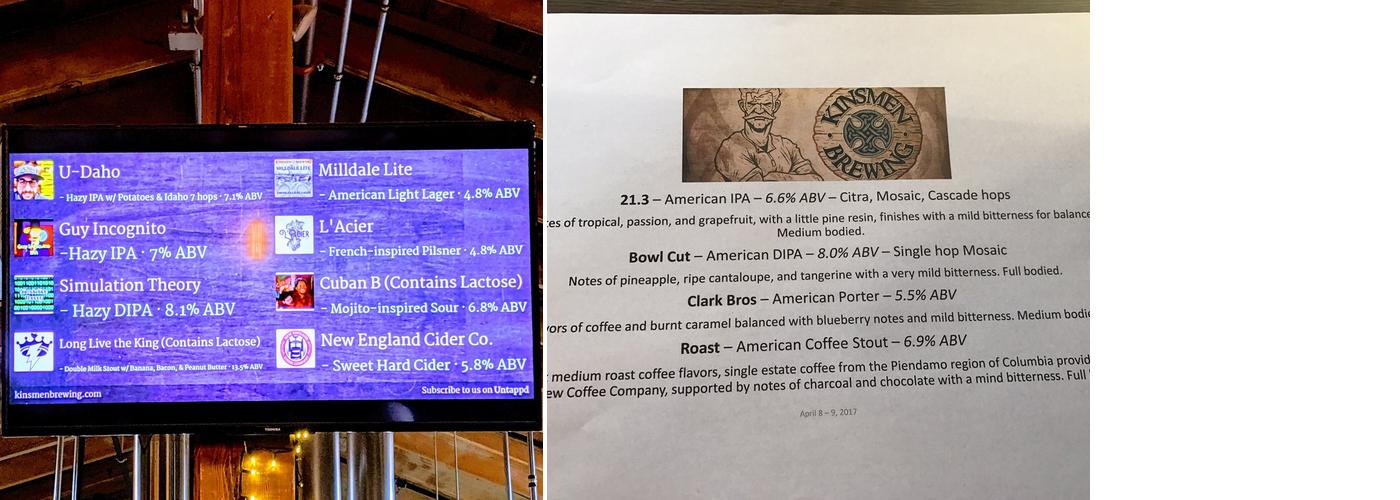 U-Daho
- Hazy IPA w/ Potatoes & Idaho 7 hops · 7.1% ABV
Guy Incognito
-Hazy IPA · 7% ABV
Simulation Theory
- Hazy DIPA · 8.1% ABV
Long Live the King (Contains Lactose)
- Double Milk Stout w/ Banana, Bacon, & Peanut Butter · 13.5% ABV
kinsmenbrewing.com
Milldale Lite
- American Light Lager · 4.8% ABV
L'Acier
- French-inspired Pilsner · 4.8% ABV
Cuban B (Contains Lactose)
- Mojito-inspired Sour · 6.8% ABV
New England Cider Co.
- Sweet Hard Cider · 5.8% ABV
Subscribe to us on Untappd
TOSHIBA
KINSMEN
BREWING
21.3 – American IPA – 6.6% ABV – Citra, Mosaic, Cascade hops
tes of tropical, passion, and grapefruit, with a little pine resin, finishes with a mild bitterness for balance
Medium bodied.
Bowl Cut – American DIPA – 8.0% ABV – Single hop Mosaic
Notes of pineapple, ripe cantaloupe, and tangerine with a very mild bitterness. Full bodied.
Clark Bros – American Porter – 5.5% ABV
vors of coffee and burnt caramel balanced with blueberry notes and mild bitterness. Medium bodie
Roast – American Coffee Stout – 6.9% ABV
medium roast coffee flavors, single estate coffee from the Piendamo region of Columbia provid
ew Coffee Company, supported by notes of charcoal and chocolate with a mind bitterness. Full
April 8 – 9, 2017